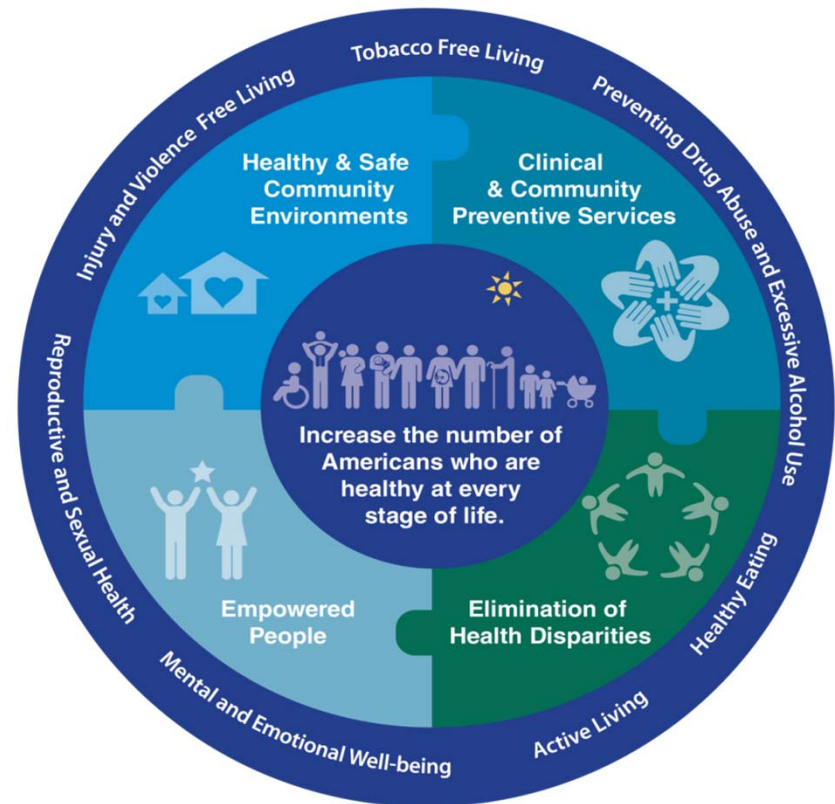 Tobacco Free Living
Preventing Drug Abuse and Excessive Alcohol Use
Healthy Eating
Active Living
Mental and Emotional Well-being
Reproductive and Sexual Health
Injury and Violence Free Living
Healthy & Safe
Community
Environments
Clinical
& Community
Preventive Services
Increase the number of
Americans who are
healthy at every
stage of life.
Empowered
People
Elimination of
Health Disparities